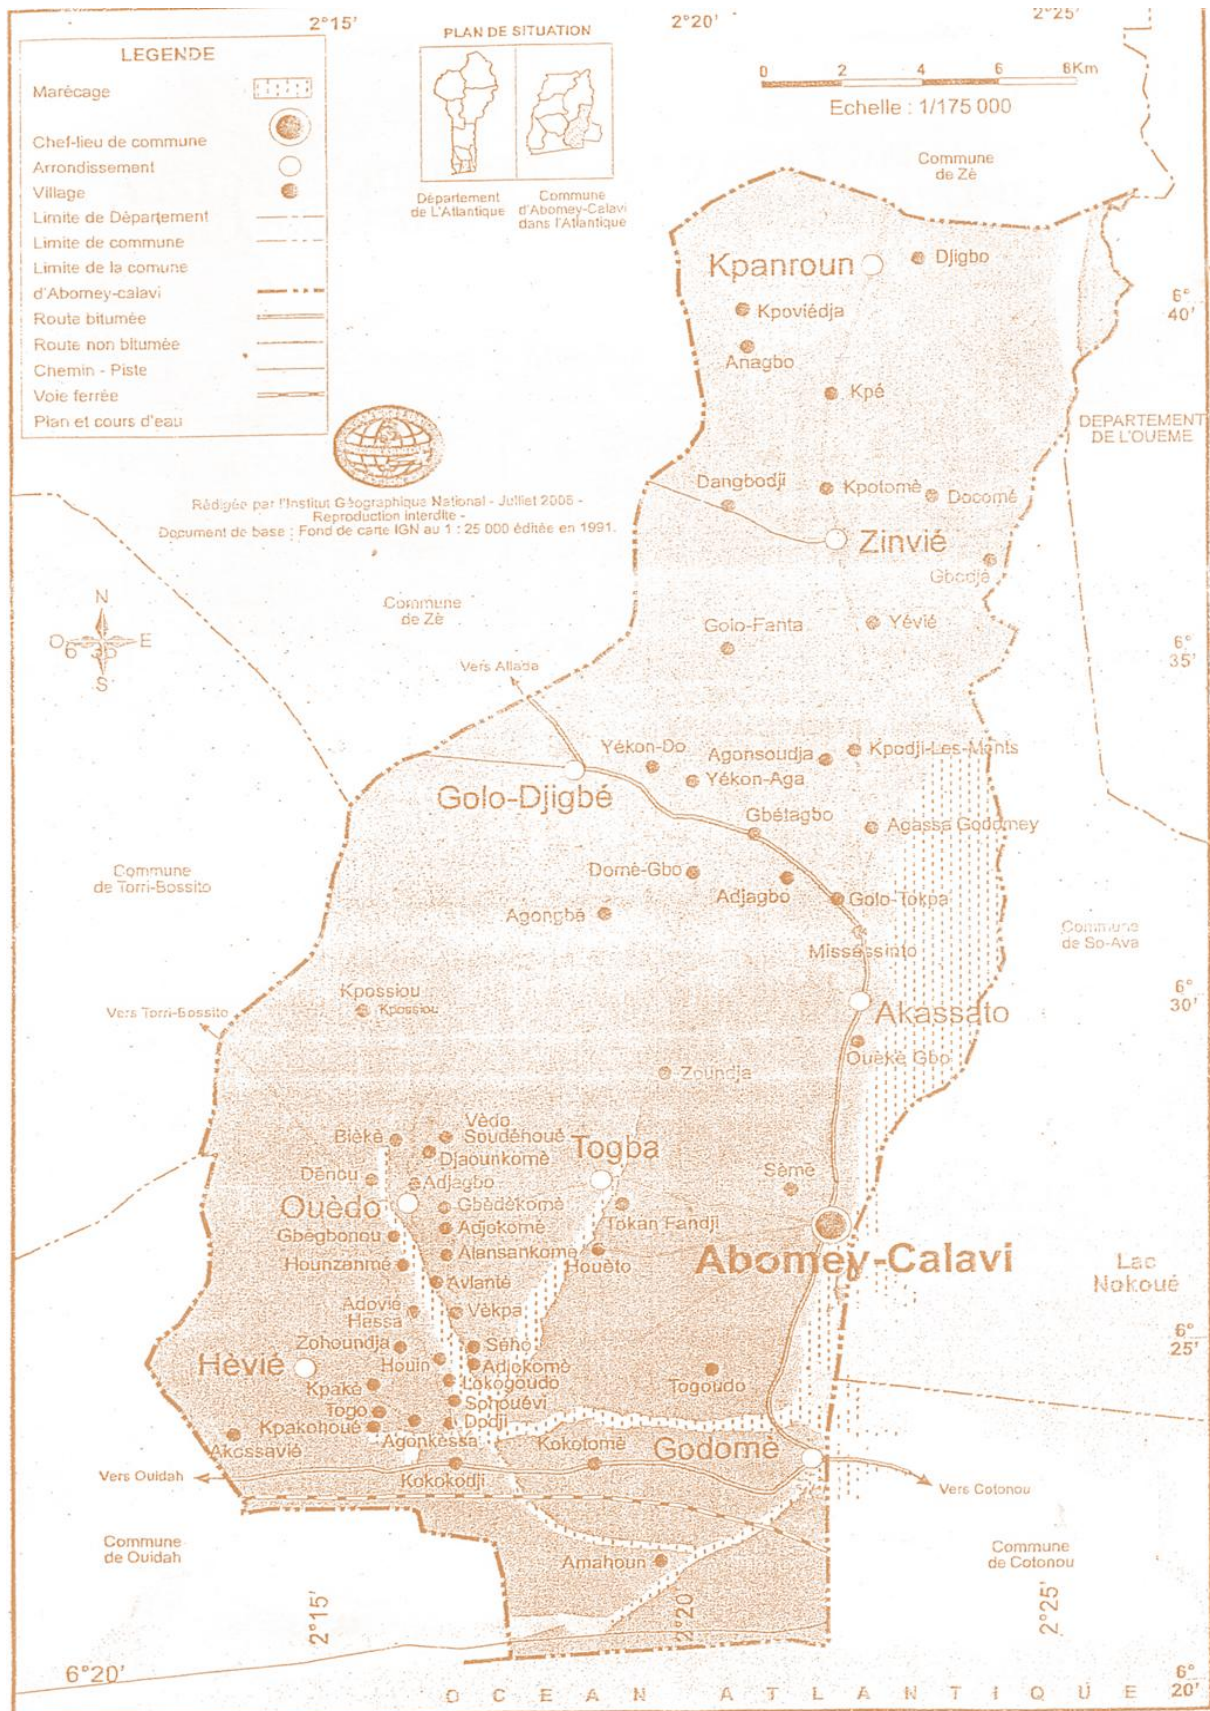 2°15'
2°20'
2°25'
LEGENDE
Marécage
Chef-lieu de commune
Arrondissement
Village
Limite de Département
Limite de commune
Limite de la comune
d'Abomey-calavi
Route bitumée
Route non bitumée
Chemin - Piste
Voie ferrée
Plan et cours d'eau
PLAN DE SITUATION
Département
de L'Atlantique
Commune
d'Abomey-Calavi
dans l'Atlantique
0 2 4 6 8Km
Echelle : 1/175 000
Rédigée par l'Institut Géographique National - Juillet 2006 -
Reproduction interdite -
Document de base : Fond de carte IGN au 1 : 25 000 éditée en 1991.
N
O
E
S
Commune
de Zè
Kpanroun
Djigbo
6°
40'
Kpoviédja
Anagbo
Kpé
DEPARTEMENT
DE L'OUEME
Dangbodji
Kpotomè
Docomé
Zinvié
Gbodjè
Commune
de Zè
Golo-Fanta
Yévié
6°
35'
Vers Allada
Yékon-Do
Agonsoudja
Kpodji-Les-Monts
Yékon-Aga
Golo-Djigbé
Gbétagbo
Agassa Godomey
Commune
de Torri-Bossito
Domè-Gbo
Adjagbo
Golo-Tokpa
Agongbé
Missessinto
Commune
de So-Ava
Kpossiou
Kpossiou
6°
30'
Vers Torri-Bossito
Akassato
Ouèkè Gbo
Zoundja
Bièkè
Vèdo
Soudéhoué
Djaounkomè
Togba
Dénou
Adjagbo
Sèmè
Ouèdo
Gbèdékomè
Tokan Fandji
Adjokomè
Gbégbonou
Alansankomè
Houèto
Abomey-Calavi
Hounzanmè
Avlanté
Lac
Nokoué
Adovié
Hessa
Vèkpa
Zohoundja
Sého
6°
25'
Hèvié
Houin
Adjokomè
Lokogoudo
Togoudo
Kpakè
Sohouévi
Togo
Kpakohoué
Dodji
Agonkessa
Akossavié
Kokotomè
Godomè
Vers Ouidah
Kokokodji
Vers Cotonou
Commune
de Ouidah
Amahoun
Commune
de Cotonou
2°15'
2°20'
2°25'
6°20'
6°
20'
OCEAN ATLANTIQUE